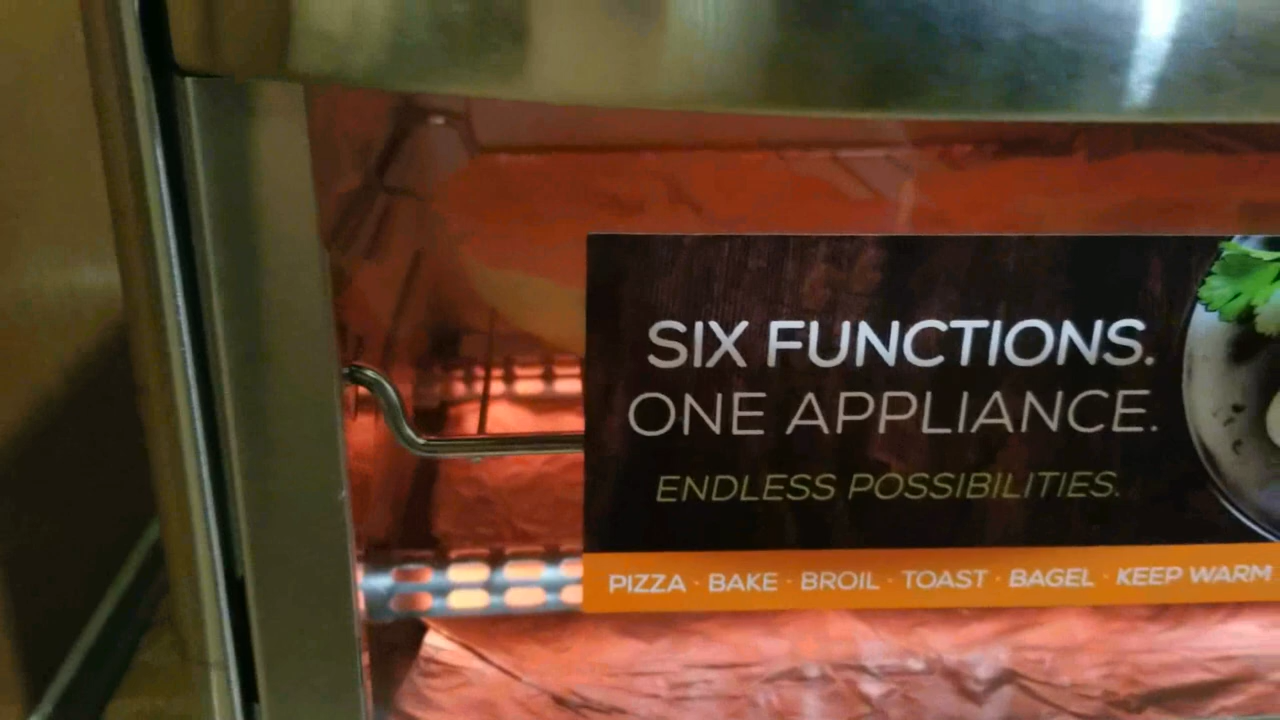 SIX FUNCTIONS.
ONE APPLIANCE.
ENDLESS POSSIBILITIES.
PIZZA · BAKE · BROIL · TOAST · BAGEL · KEEP WARM